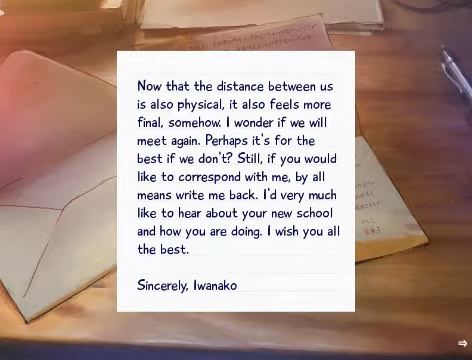 Now that the distance between us
is also physical, it also feels more
final, somehow. I wonder if we will
meet again. Perhaps it's for the
best if we don't? Still, if you would
like to correspond with me, by all
means write me back. I'd very much
like to hear about your new school
and how you are doing. I wish you all
the best.
Sincerely, Iwanako